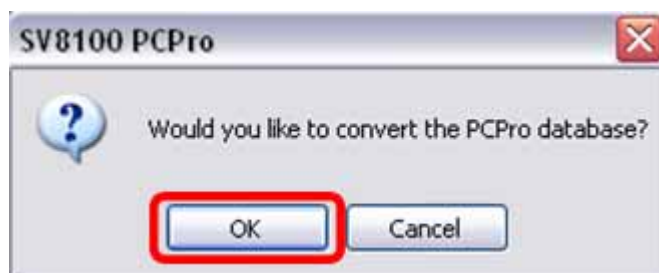 SV8100 PCPro
Would you like to convert the PCPro database?
OK Cancel